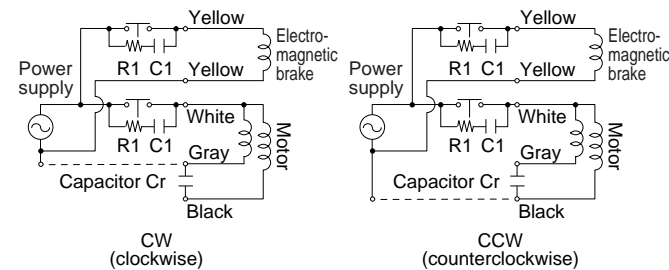 Yellow
Electro-
magnetic
brake
R1 C1
Power
supply
Yellow
White
R1 C1
Gray
Motor
Capacitor Cr
Black
CW
(clockwise)
Yellow
Electro-
magnetic
brake
R1 C1
Power
supply
Yellow
White
R1 C1
Gray
Motor
Capacitor Cr
Black
CCW
(counterclockwise)